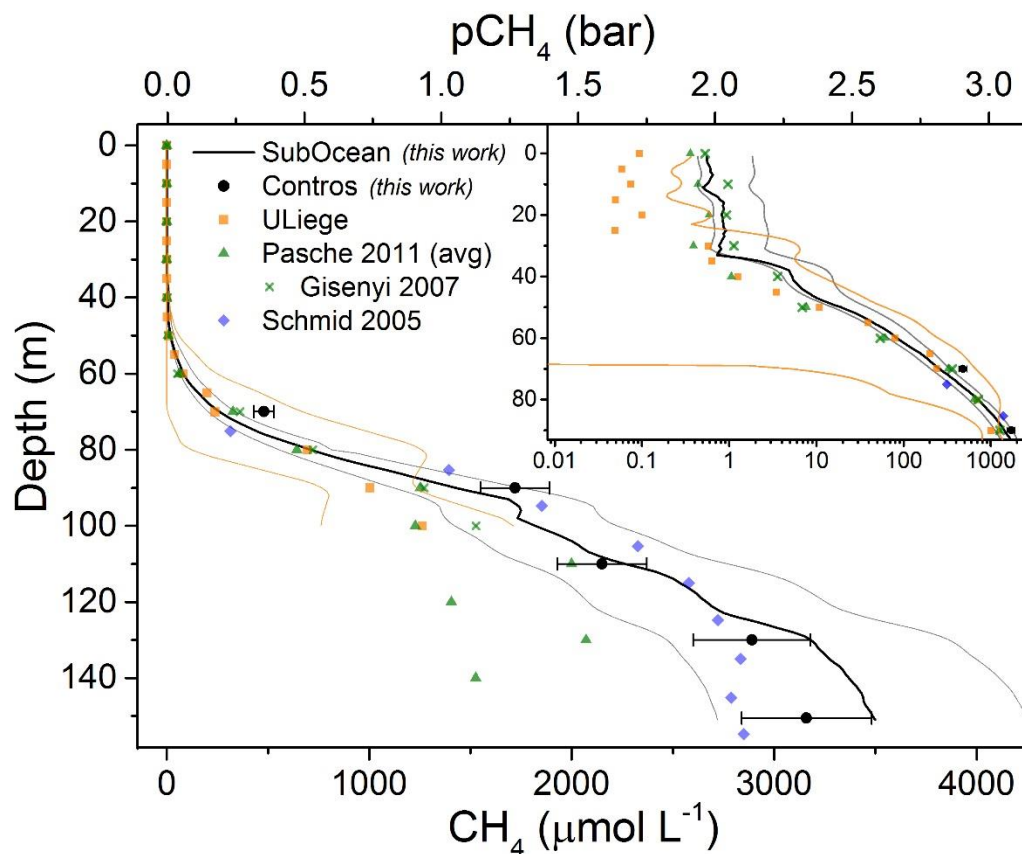 pCH4 (bar)
0.0 0.5 1.0 1.5 2.0 2.5 3.0
0
20
40
60
80
100
120
140
Depth (m)
SubOcean (this work)
Contros (this work)
ULiege
Pasche 2011 (avg)
Gisenyi 2007
Schmid 2005
0
20
40
60
80
0.01 0.1 1 10 100 1000
0 1000 2000 3000 4000
CH4 (μmol L-1)